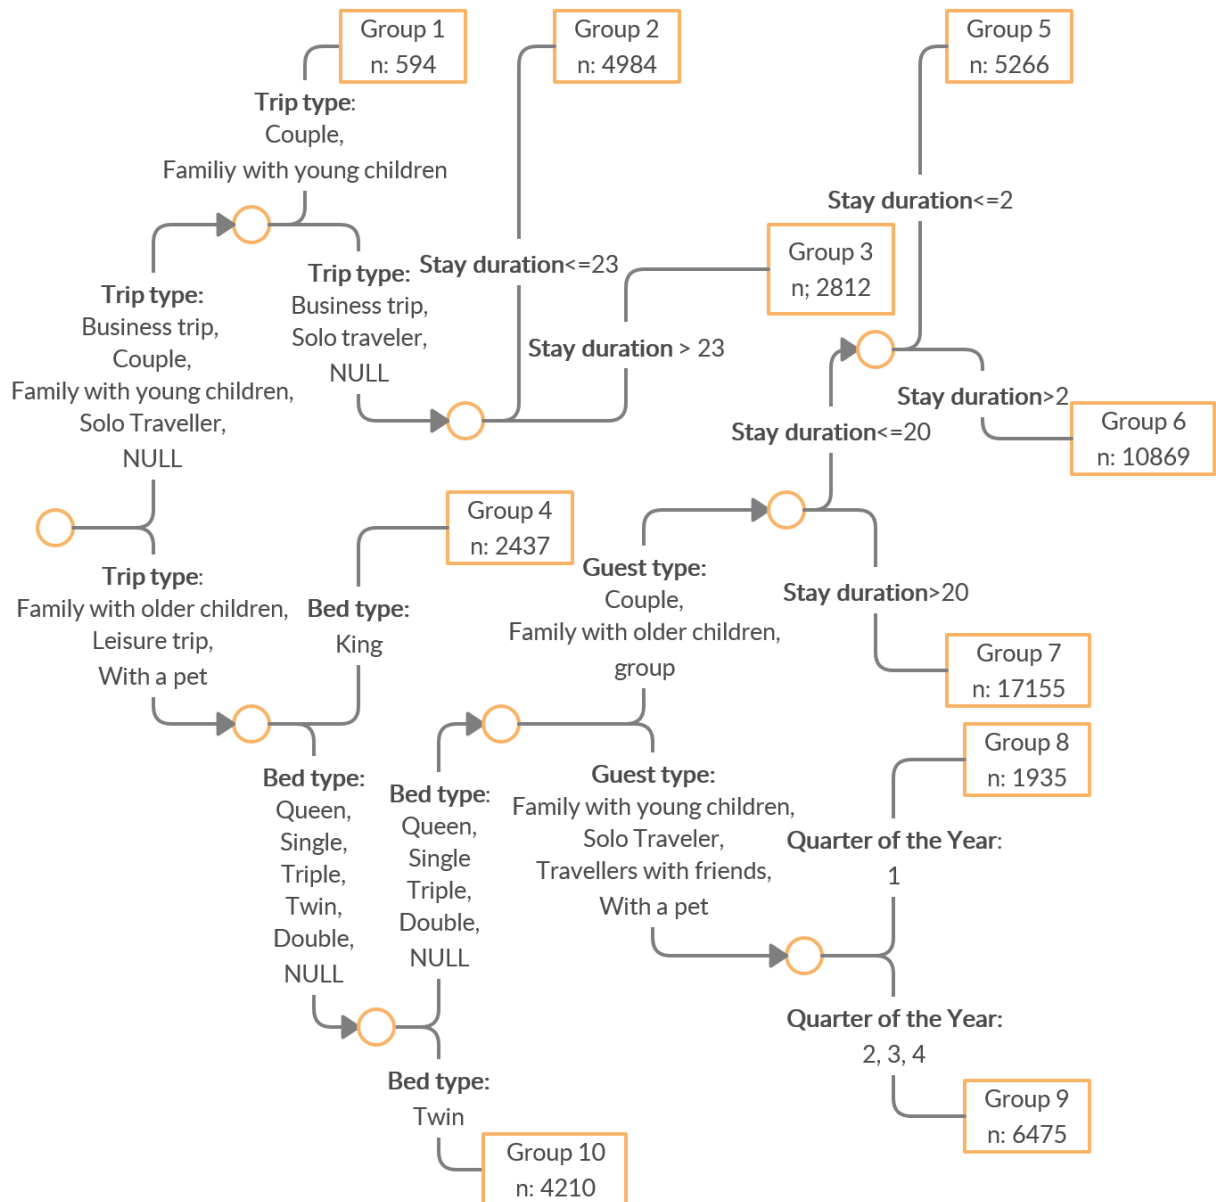 Group 1
n: 594
Group 2
n: 4984
Group 5
n: 5266
Trip type:
Couple,
Familiy with young children
Stay duration<=2
Trip type:
Business trip,
Couple,
Family with young children,
Solo Traveller,
NULL
Trip type:
Business trip,
Solo traveler,
NULL
Stay duration<=23
Group 3
n; 2812
Stay duration > 23
Stay duration>2
Stay duration<=20
Group 6
n: 10869
Group 4
n: 2437
Trip type:
Family with older children,
Leisure trip,
With a pet
Bed type:
King
Guest type:
Couple,
Family with older children,
group
Stay duration>20
Group 7
n: 17155
Bed type:
Queen,
Single,
Triple,
Twin,
Double,
NULL
Bed type:
Queen,
Single
Triple,
Double,
NULL
Guest type:
Family with young children,
Solo Traveler,
Travellers with friends,
With a pet
Group 8
n: 1935
Quarter of the Year:
1
Quarter of the Year:
2, 3, 4
Group 9
n: 6475
Bed type:
Twin
Group 10
n: 4210